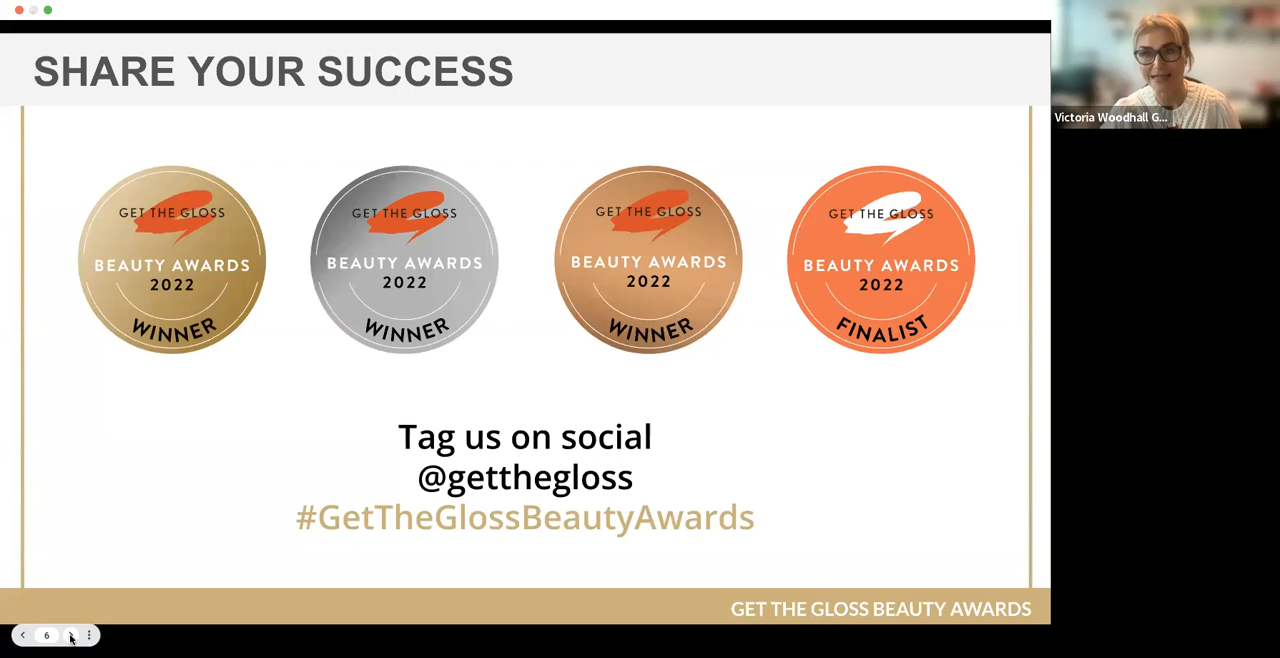 SHARE YOUR SUCCESS
Victoria Woodhall G...
GET THE GLOSS
BEAUTY AWARDS
2022
WINNER
GET THE GLOSS
BEAUTY AWARDS
2022
WINNER
GET THE GLOSS
BEAUTY AWARDS
2022
WINNER
GET THE GLOSS
BEAUTY AWARDS
2022
FINALIST
Tag us on social
@getthegloss
#GetTheGlossBeautyAwards
GET THE GLOSS BEAUTY AWARDS
6